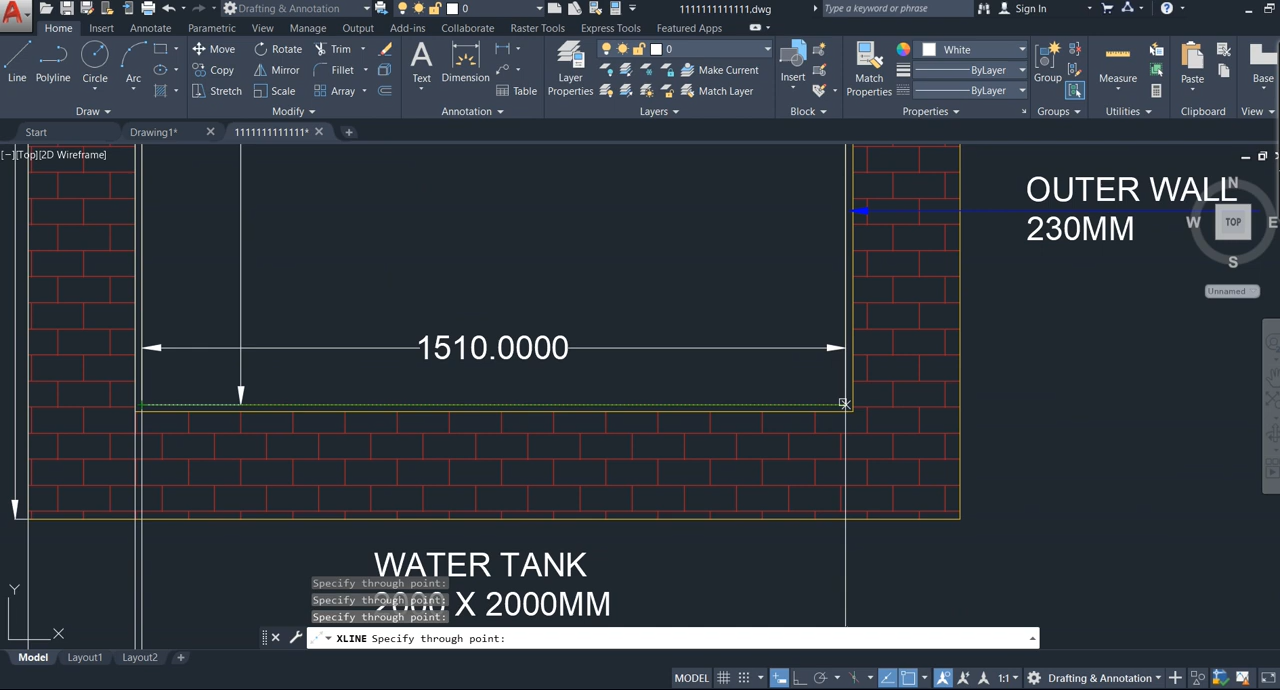 Drafting & Annotation
0
1111111111111.dwg
Type a keyword or phrase
Sign In
Home Insert Annotate Parametric View Manage Output Add-ins Collaborate Express Tools Raster Tools Featured Apps
Line
Polyline
Circle
Arc
Move
Rotate
Trim
Copy
Mirror
Fillet
Stretch
Scale
Array
Text
Dimension
Table
Layer
Properties
0
Make Current
Match Layer
Insert
Match
Properties
White
ByLayer
ByLayer
Group
Measure
Paste
Base
Draw
Modify
Annotation
Layers
Block
Properties
Groups
Utilities
Clipboard
View
Start
Drawing1*
1111111111111*
[−][Top][2D Wireframe]
OUTER WALL
230MM
N
W
TOP
E
S
Unnamed
1510.0000
WATER TANK
2000 X 2000MM
Specify through point:
Specify through point:
Specify through point:
Y
X
XLINE Specify through point:
Model
Layout1
Layout2
MODEL
1:1
Drafting & Annotation